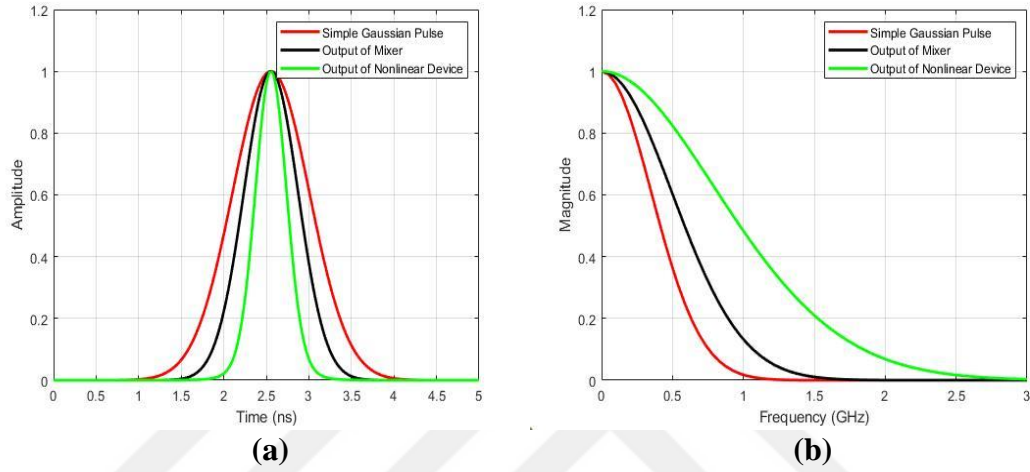 1.2
1
0.8
0.6
0.4
0.2
0
Amplitude
Simple Gaussian Pulse
Output of Mixer
Output of Nonlinear Device
0 0.5 1 1.5 2 2.5 3 3.5 4 4.5 5
Time (ns)
(a)
1.2
1
0.8
0.6
0.4
0.2
0
Magnitude
Simple Gaussian Pulse
Output of Mixer
Output of Nonlinear Device
0 0.5 1 1.5 2 2.5 3
Frequency (GHz)
(b)